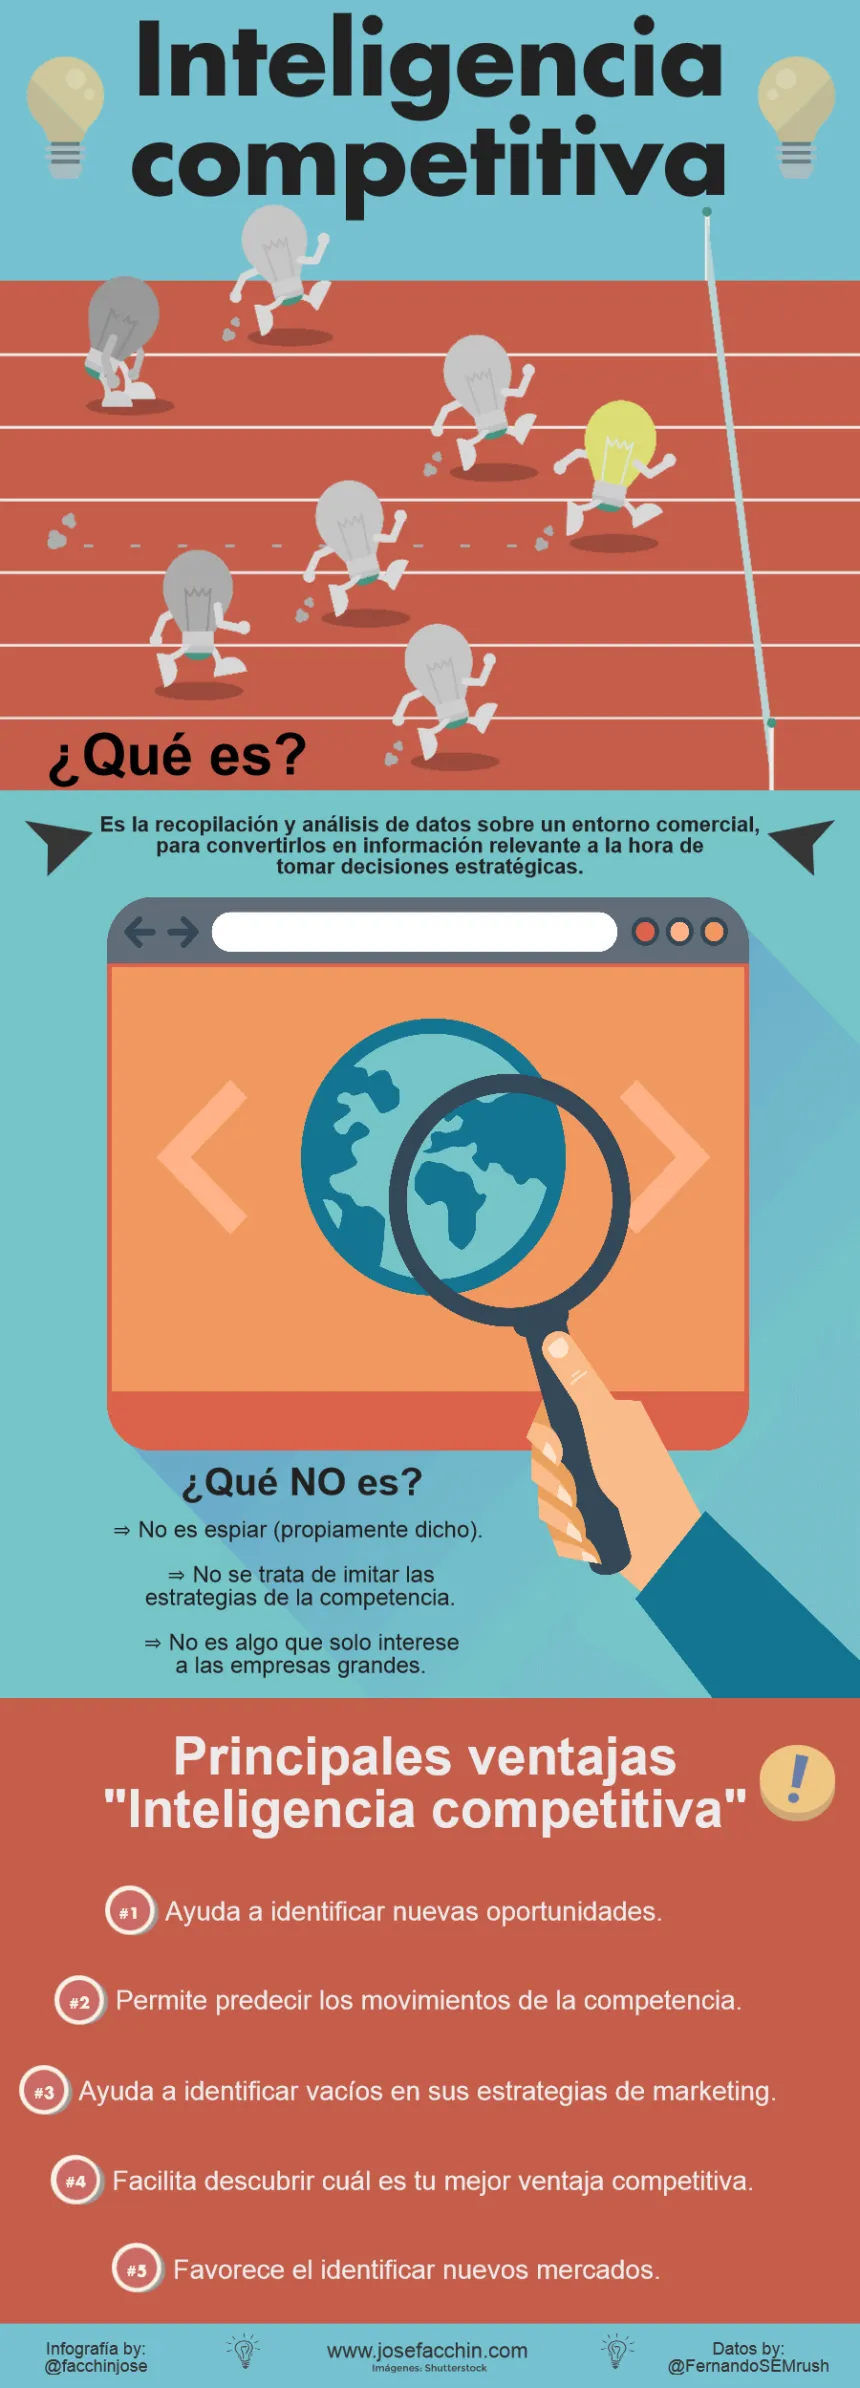 Inteligencia
competitiva
¿Qué es?
Es la recopilación y análisis de datos sobre un entorno comercial,
para convertirlos en información relevante a la hora de
tomar decisiones estratégicas.
¿Qué NO es?
⇒ No es espiar (propiamente dicho).
⇒ No se trata de imitar las
estrategias de la competencia.
⇒ No es algo que solo interese
a las empresas grandes.
Principales ventajas
"Inteligencia competitiva"
#1 Ayuda a identificar nuevas oportunidades.
#2 Permite predecir los movimientos de la competencia.
#3 Ayuda a identificar vacíos en sus estrategias de marketing.
#4 Facilita descubrir cuál es tu mejor ventaja competitiva.
#5 Favorece el identificar nuevos mercados.
Infografía by:
@facchinjose
www.josefacchin.com
Imágenes: Shutterstock
Datos by:
@FernandoSEMrush